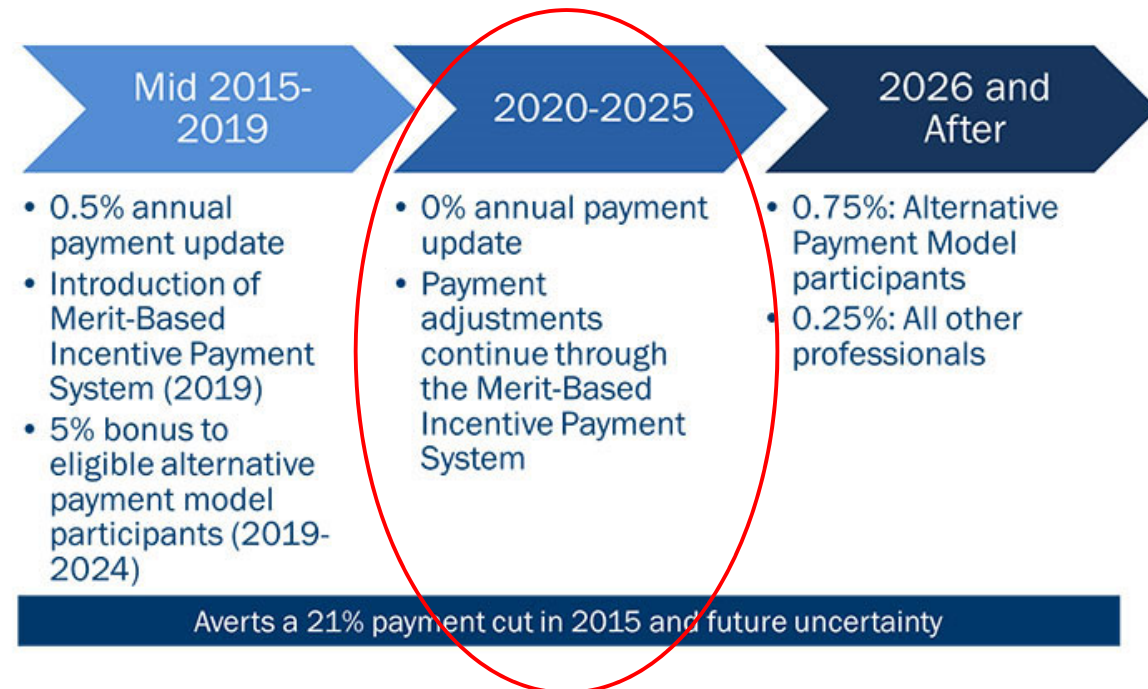 Mid 2015-
2019
• 0.5% annual
payment update
• Introduction of
Merit-Based
Incentive Payment
System (2019)
• 5% bonus to
eligible alternative
payment model
participants (2019-
2024)
2020-2025
• 0% annual payment
update
• Payment
adjustments
continue through
the Merit-Based
Incentive Payment
System
2026 and
After
• 0.75%: Alternative
Payment Model
participants
• 0.25%: All other
professionals
Averts a 21% payment cut in 2015 and future uncertainty